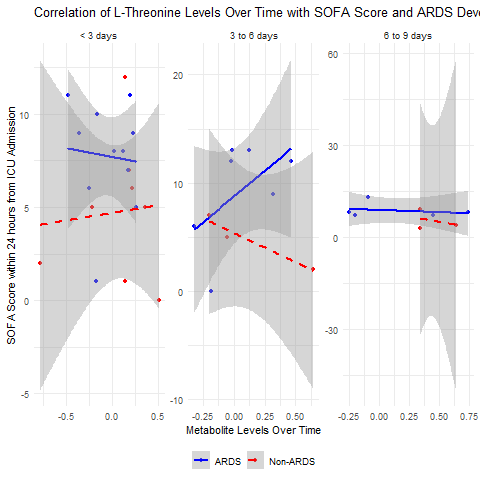 Correlation of L-Threonine Levels Over Time with SOFA Score and ARDS Deve
< 3 days
3 to 6 days
6 to 9 days
SOFA Score within 24 hours from ICU Admission
10
5
0
-5
20
10
0
-10
60
30
0
-30
-0.5 0.0 0.5
-0.25 0.00 0.25 0.50
-0.25 0.00 0.25 0.50 0.75
Metabolite Levels Over Time
ARDS Non-ARDS